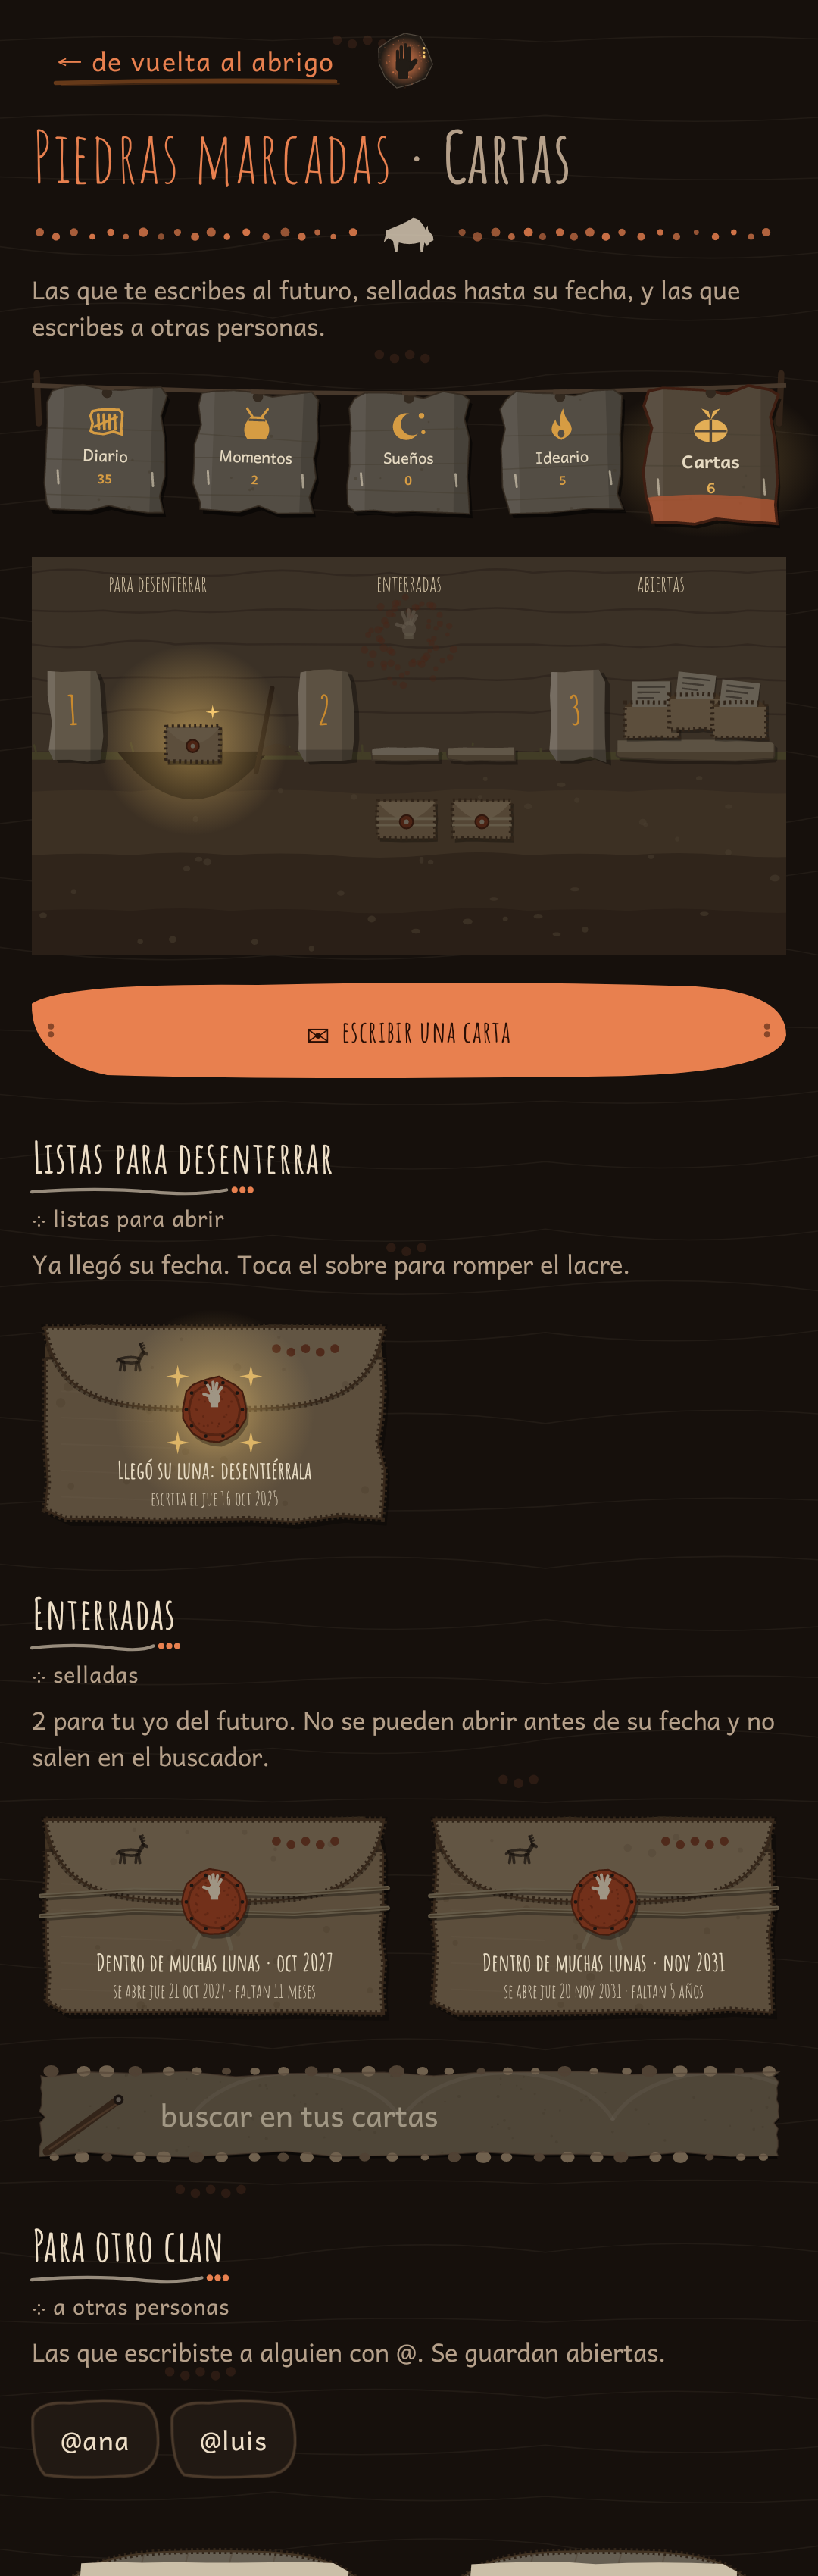 ← de vuelta al abrigo
Piedras marcadas · Cartas
Las que te escribes al futuro, selladas hasta su fecha, y las que
escribes a otras personas.
Diario
35
Momentos
2
Sueños
0
Ideario
5
Cartas
6
PARA DESENTERRAR
ENTERRADAS
ABIERTAS
1
2
3
✉ ESCRIBIR UNA CARTA
Listas para desenterrar
listas para abrir
Ya llegó su fecha. Toca el sobre para romper el lacre.
Llegó su luna: desentiérrala
escrita el jue 16 oct 2025
Enterradas
selladas
2 para tu yo del futuro. No se pueden abrir antes de su fecha y no
salen en el buscador.
Dentro de muchas lunas · oct 2027
se abre jue 21 oct 2027 · faltan 11 meses
Dentro de muchas lunas · nov 2031
se abre jue 20 nov 2031 · faltan 5 años
buscar en tus cartas
Para otro clan
a otras personas
Las que escribiste a alguien con @. Se guardan abiertas.
@ana
@luis